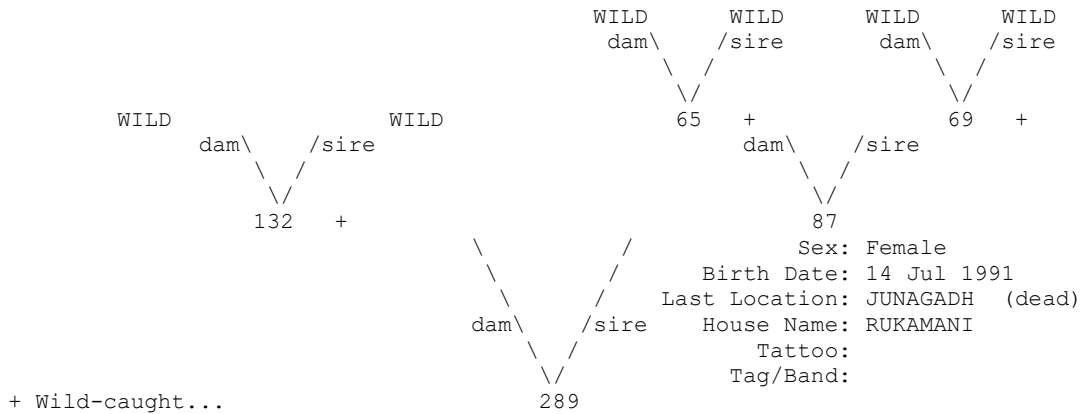 WILD WILD WILD WILD
dam\ /sire dam\ /sire
\ / \ /
\/ \/
WILD WILD 65 + 69 +
dam\ /sire dam\ /sire
\ / \ /
\/ \/
132 + 87
\ / Sex: Female
\ / Birth Date: 14 Jul 1991
\ / Last Location: JUNAGADH (dead)
dam\ /sire House Name: RUKAMANI
\ / Tattoo:
\/ Tag/Band:
+ Wild-caught... 289